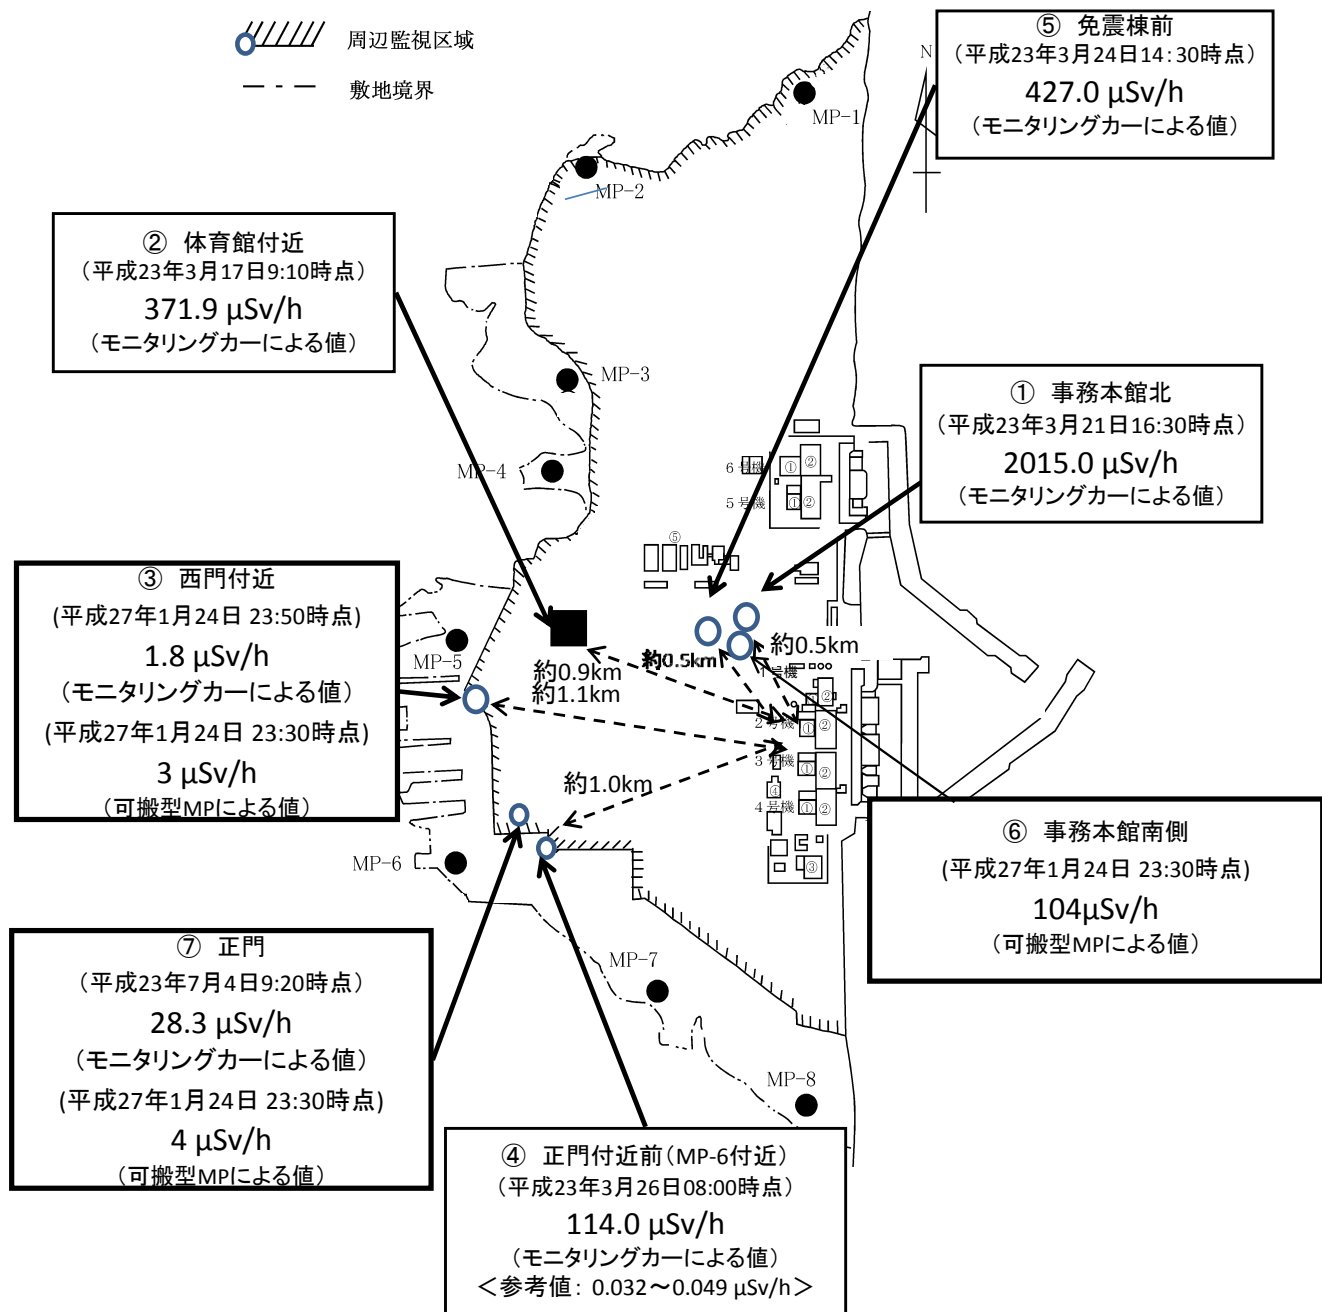 周辺監視区域
敷地境界
⑤ 免震棟前
(平成23年3月24日14:30時点)
427.0 μSv/h
(モニタリングカーによる値)
N
MP-1
MP-2
② 体育館付近
(平成23年3月17日9:10時点)
371.9 μSv/h
(モニタリングカーによる値)
MP-3
① 事務本館北
(平成23年3月21日16:30時点)
2015.0 μSv/h
(モニタリングカーによる値)
MP-4
6号機
① ②
5号機
① ②
⑤
③ 西門付近
(平成27年1月24日 23:50時点)
1.8 μSv/h
(モニタリングカーによる値)
(平成27年1月24日 23:30時点)
3 μSv/h
(可搬型MPによる値)
MP-5
約0.9km
約1.1km
約0.5km
約0.5km
1号機
②
2号機
① ②
3号機
① ②
④
4号機
① ②
③
約1.0km
MP-6
⑥ 事務本館南側
(平成27年1月24日 23:30時点)
104μSv/h
(可搬型MPによる値)
⑦ 正門
(平成23年7月4日9:20時点)
28.3 μSv/h
(モニタリングカーによる値)
(平成27年1月24日 23:30時点)
4 μSv/h
(可搬型MPによる値)
MP-7
MP-8
④ 正門付近前(MP-6付近)
(平成23年3月26日08:00時点)
114.0 μSv/h
(モニタリングカーによる値)
<参考値: 0.032~0.049 μSv/h>